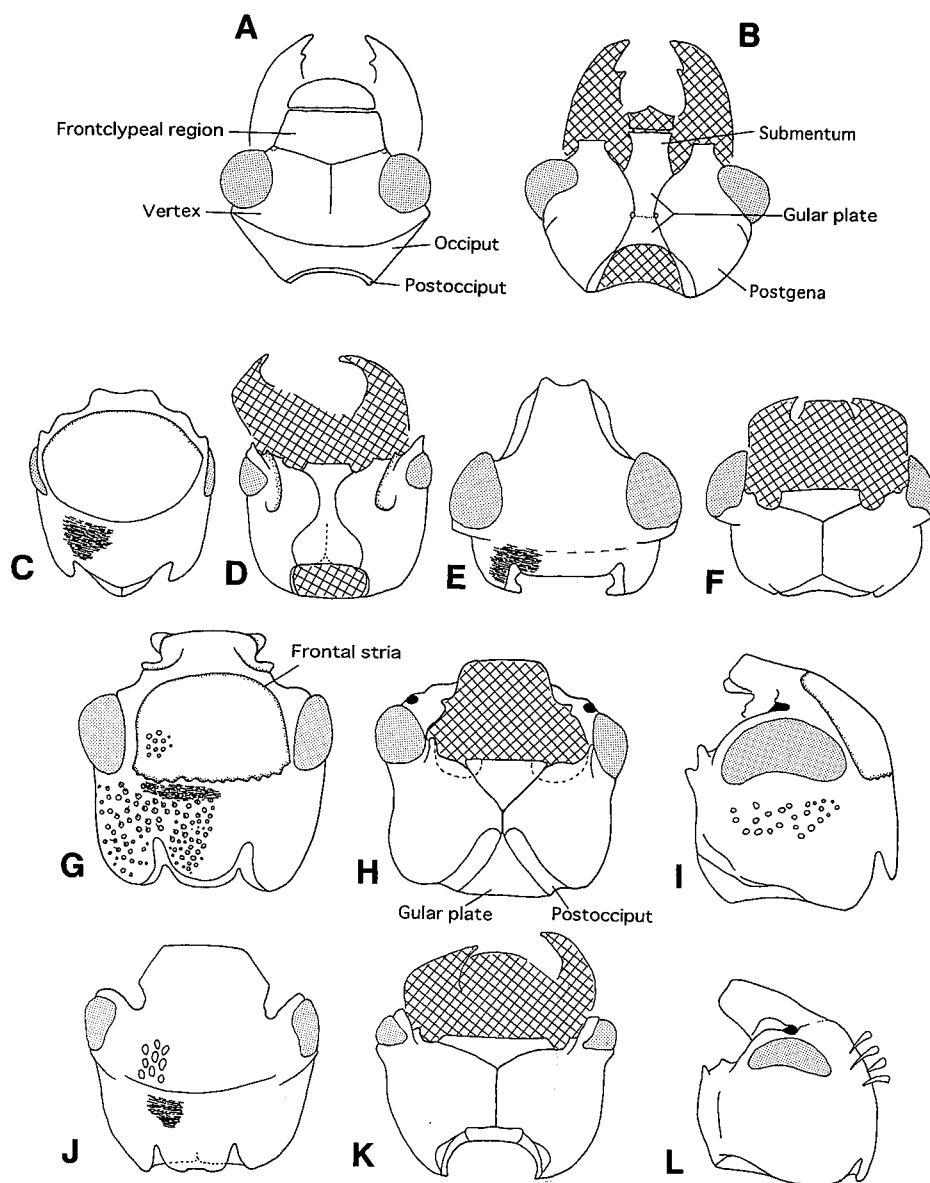 A
B
Frontclypeal region
Submentum
Vertex
Gular plate
Occiput
Postocciput
Postgena
C
D
E
F
Frontal stria
G
H
I
Gular plate
Postocciput
J
K
L